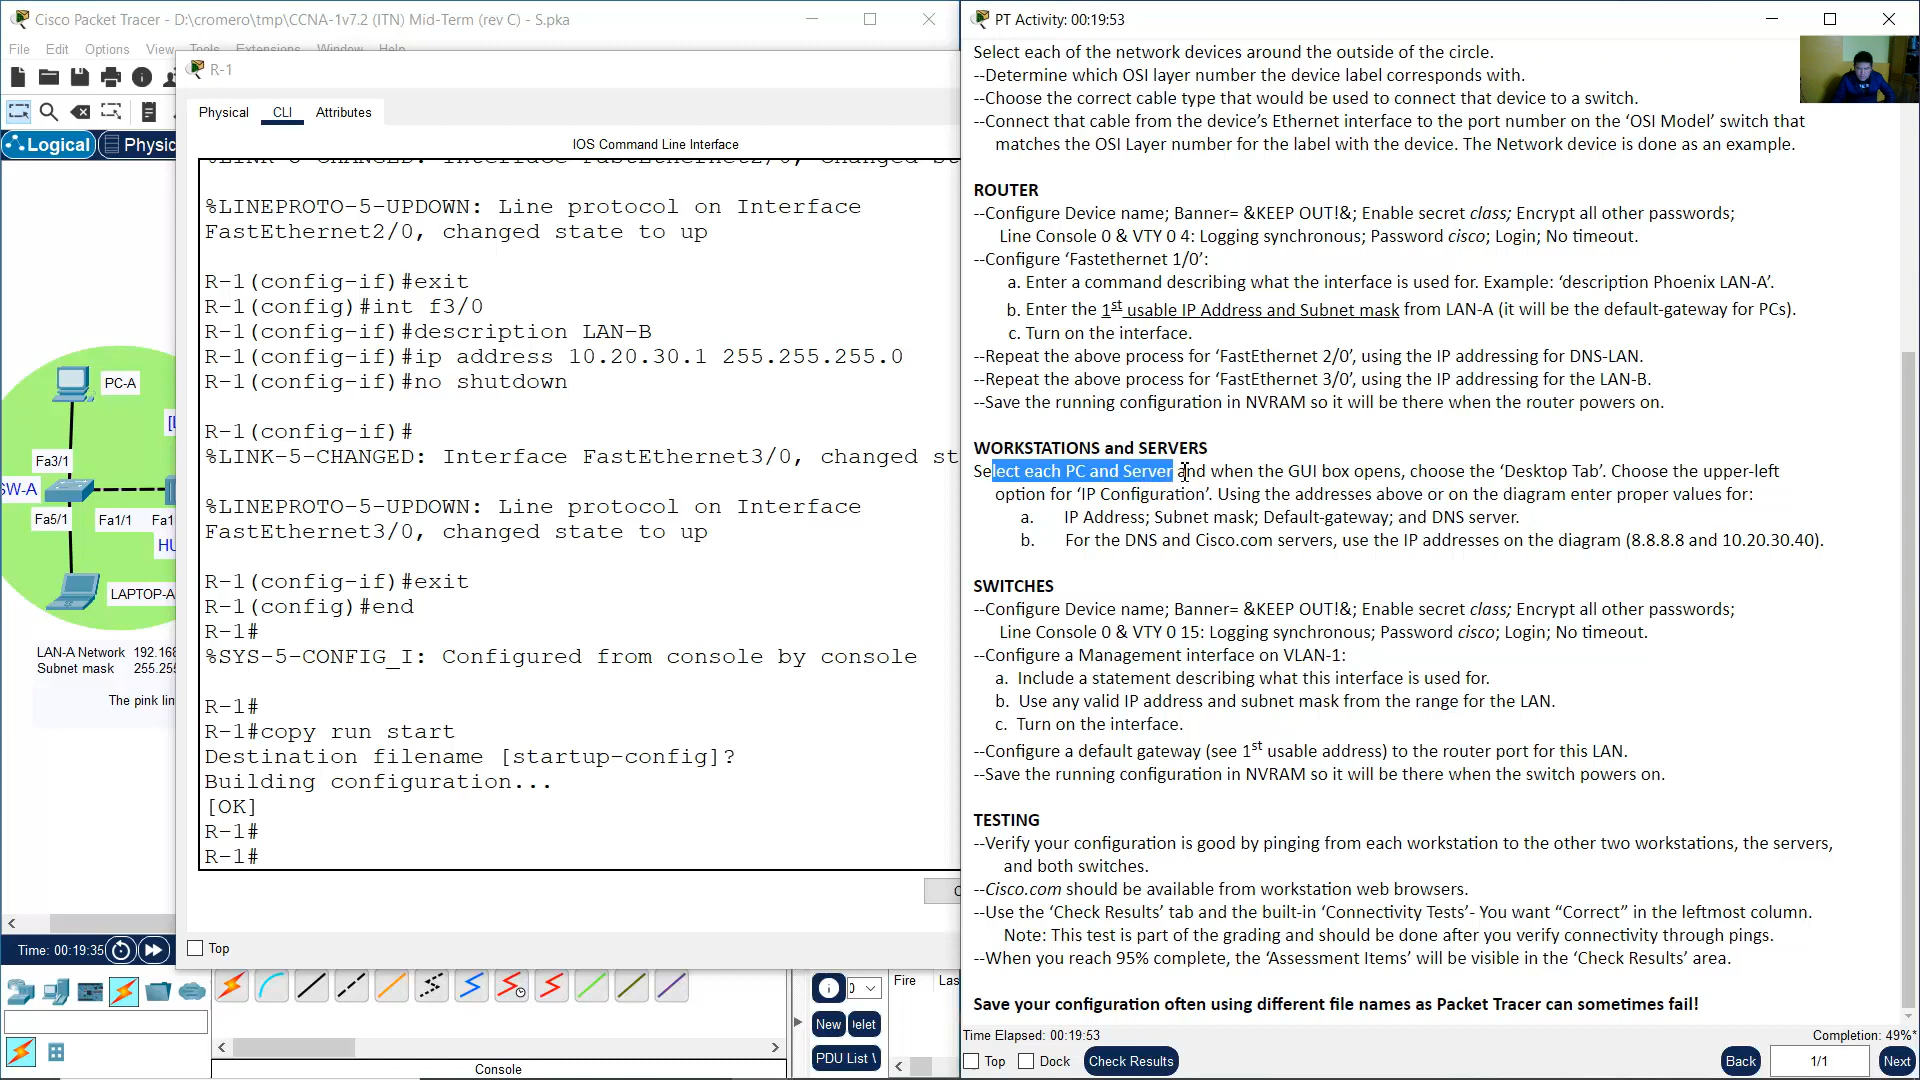 Cisco Packet Tracer - D:\cromero\tmp\CCNA-1v7.2 (ITN) Mid-Term (rev C) - S.pka
File Edit Options View Tools Extensions Window Help
Logical
Physic
R-1
Physical CLI Attributes
IOS Command Line Interface
%LINK-5-CHANGED: Interface FastEthernet2/0, changed st
%LINEPROTO-5-UPDOWN: Line protocol on Interface
FastEthernet2/0, changed state to up
R-1(config-if)#exit
R-1(config)#int f3/0
R-1(config-if)#description LAN-B
R-1(config-if)#ip address 10.20.30.1 255.255.255.0
R-1(config-if)#no shutdown
R-1(config-if)#
%LINK-5-CHANGED: Interface FastEthernet3/0, changed st
%LINEPROTO-5-UPDOWN: Line protocol on Interface
FastEthernet3/0, changed state to up
R-1(config-if)#exit
R-1(config)#end
R-1#
%SYS-5-CONFIG_I: Configured from console by console
R-1#
R-1#copy run start
Destination filename [startup-config]?
Building configuration...
[OK]
R-1#
R-1#
Top
PC-A
Fa3/1
SW-A
Fa5/1
Fa1/1
Fa1
HU
LAPTOP-A
LAN-A Network 192.168
Subnet mask 255.255
The pink lin
Time: 00:19:35
Console
0
New
elet
PDU List \
Fire Las
PT Activity: 00:19:53
Select each of the network devices around the outside of the circle.
--Determine which OSI layer number the device label corresponds with.
--Choose the correct cable type that would be used to connect that device to a switch.
--Connect that cable from the device's Ethernet interface to the port number on the 'OSI Model' switch that
matches the OSI Layer number for the label with the device. The Network device is done as an example.
ROUTER
--Configure Device name; Banner= &KEEP OUT!&; Enable secret class; Encrypt all other passwords;
Line Console 0 & VTY 0 4: Logging synchronous; Password cisco; Login; No timeout.
--Configure 'Fastethernet 1/0':
a. Enter a command describing what the interface is used for. Example: 'description Phoenix LAN-A'.
b. Enter the 1st usable IP Address and Subnet mask from LAN-A (it will be the default-gateway for PCs).
c. Turn on the interface.
--Repeat the above process for 'FastEthernet 2/0', using the IP addressing for DNS-LAN.
--Repeat the above process for 'FastEthernet 3/0', using the IP addressing for the LAN-B.
--Save the running configuration in NVRAM so it will be there when the router powers on.
WORKSTATIONS and SERVERS
Select each PC and Server and when the GUI box opens, choose the 'Desktop Tab'. Choose the upper-left
option for 'IP Configuration'. Using the addresses above or on the diagram enter proper values for:
a. IP Address; Subnet mask; Default-gateway; and DNS server.
b. For the DNS and Cisco.com servers, use the IP addresses on the diagram (8.8.8.8 and 10.20.30.40).
SWITCHES
--Configure Device name; Banner= &KEEP OUT!&; Enable secret class; Encrypt all other passwords;
Line Console 0 & VTY 0 15: Logging synchronous; Password cisco; Login; No timeout.
--Configure a Management interface on VLAN-1:
a. Include a statement describing what this interface is used for.
b. Use any valid IP address and subnet mask from the range for the LAN.
c. Turn on the interface.
--Configure a default gateway (see 1st usable address) to the router port for this LAN.
--Save the running configuration in NVRAM so it will be there when the switch powers on.
TESTING
--Verify your configuration is good by pinging from each workstation to the other two workstations, the servers,
and both switches.
--Cisco.com should be available from workstation web browsers.
--Use the 'Check Results' tab and the built-in 'Connectivity Tests'- You want "Correct" in the leftmost column.
Note: This test is part of the grading and should be done after you verify connectivity through pings.
--When you reach 95% complete, the 'Assessment Items' will be visible in the 'Check Results' area.
Save your configuration often using different file names as Packet Tracer can sometimes fail!
Time Elapsed: 00:19:53
Completion: 49%*
Top Dock Check Results Back 1/1 Next